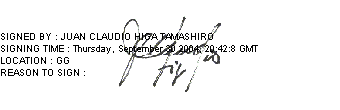 SIGNED BY : JUAN CLAUDIO HIGA TAMASHIRO
SIGNING TIME : Thursday, September 30 2004, 20:42:8 GMT
LOCATION : GG
REASON TO SIGN :